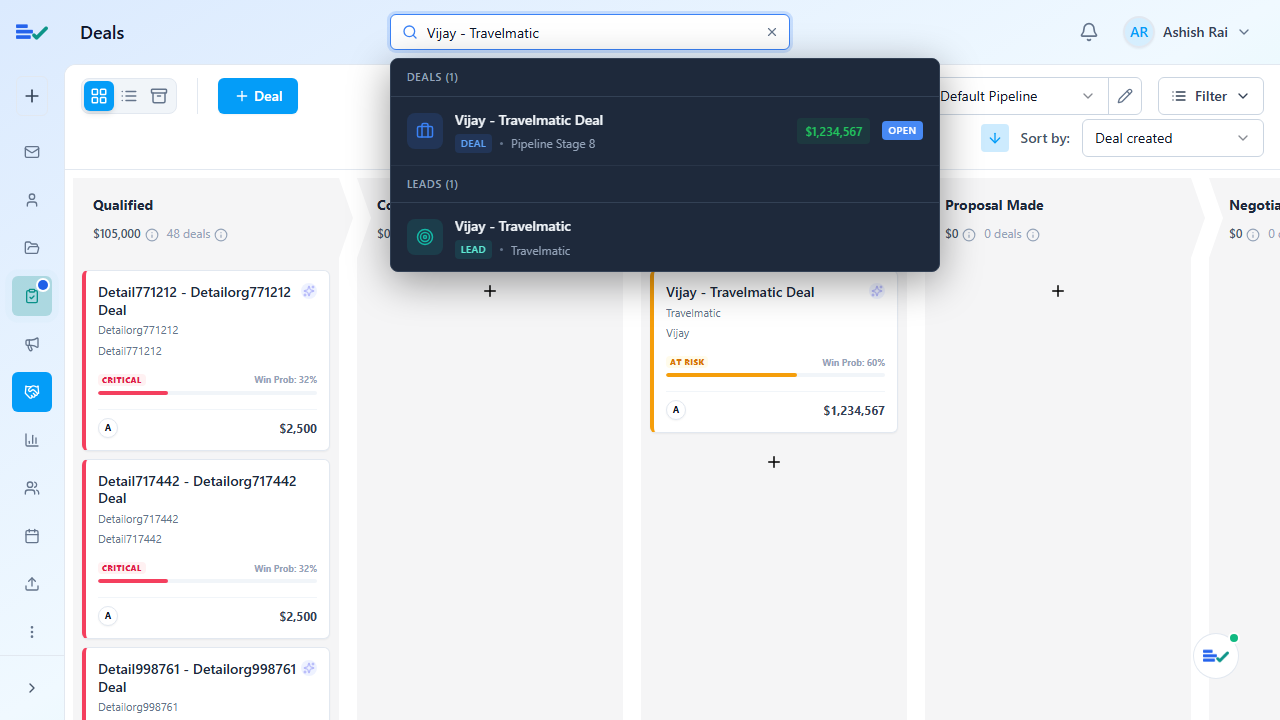 Deals
Vijay - Travelmatic
AR
Ashish Rai
DEALS (1)
Vijay - Travelmatic Deal
DEAL • Pipeline Stage 8
$1,234,567
OPEN
LEADS (1)
Vijay - Travelmatic
LEAD • Travelmatic
+ Deal
Default Pipeline
Filter
Sort by:
Deal created
Qualified
$105,000
48 deals
$0
Proposal Made
$0
0 deals
$0
Detail771212 - Detailorg771212
Deal
Detailorg771212
Detail771212
CRITICAL
Win Prob: 32%
A
$2,500
Detail717442 - Detailorg717442
Deal
Detailorg717442
Detail717442
CRITICAL
Win Prob: 32%
A
$2,500
Detail998761 - Detailorg998761
Deal
Detailorg998761
Vijay - Travelmatic Deal
Travelmatic
Vijay
AT RISK
Win Prob: 60%
A
$1,234,567